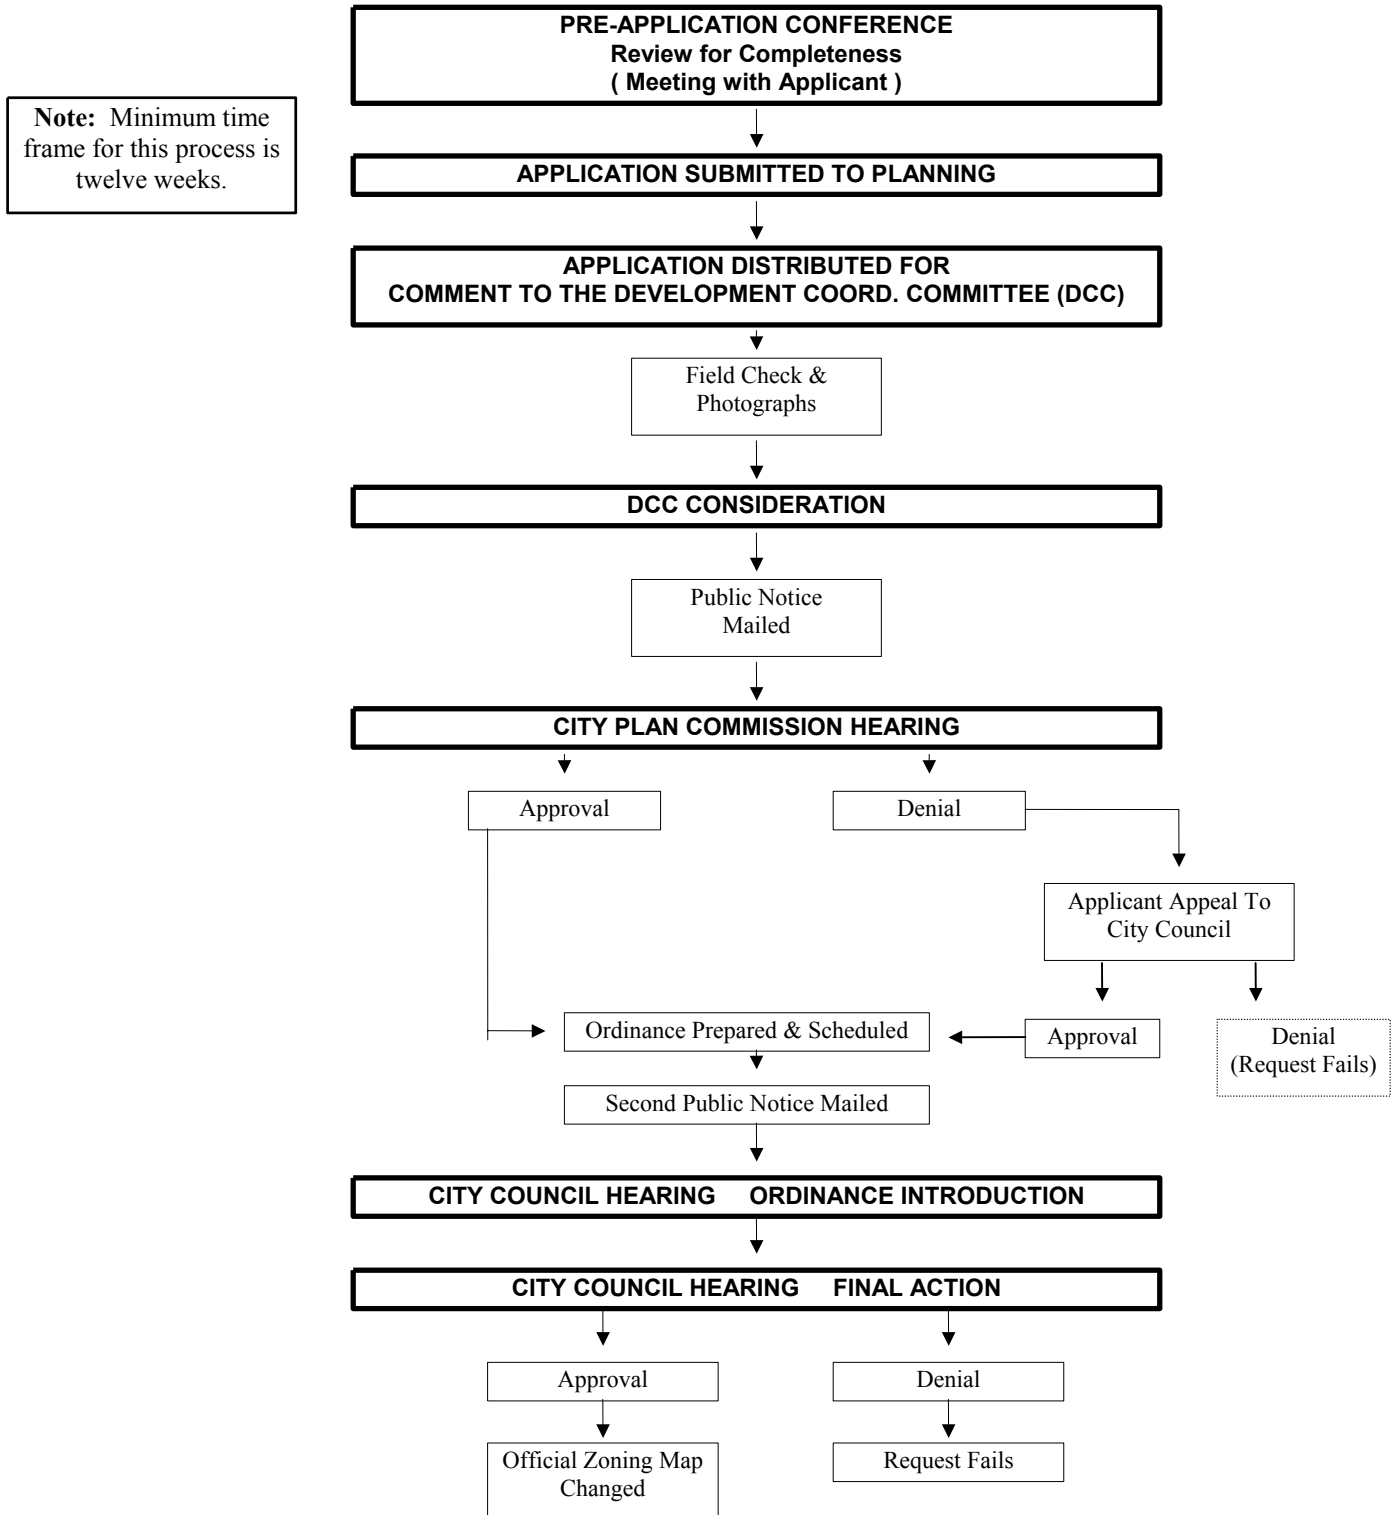 PRE-APPLICATION CONFERENCE
Review for Completeness
( Meeting with Applicant )
Note: Minimum time
frame for this process is
twelve weeks.
APPLICATION SUBMITTED TO PLANNING
APPLICATION DISTRIBUTED FOR
COMMENT TO THE DEVELOPMENT COORD. COMMITTEE (DCC)
Field Check &
Photographs
DCC CONSIDERATION
Public Notice
Mailed
CITY PLAN COMMISSION HEARING
Approval
Denial
Applicant Appeal To
City Council
Ordinance Prepared & Scheduled
Approval
Denial
(Request Fails)
Second Public Notice Mailed
CITY COUNCIL HEARING ORDINANCE INTRODUCTION
CITY COUNCIL HEARING FINAL ACTION
Approval
Denial
Official Zoning Map
Changed
Request Fails